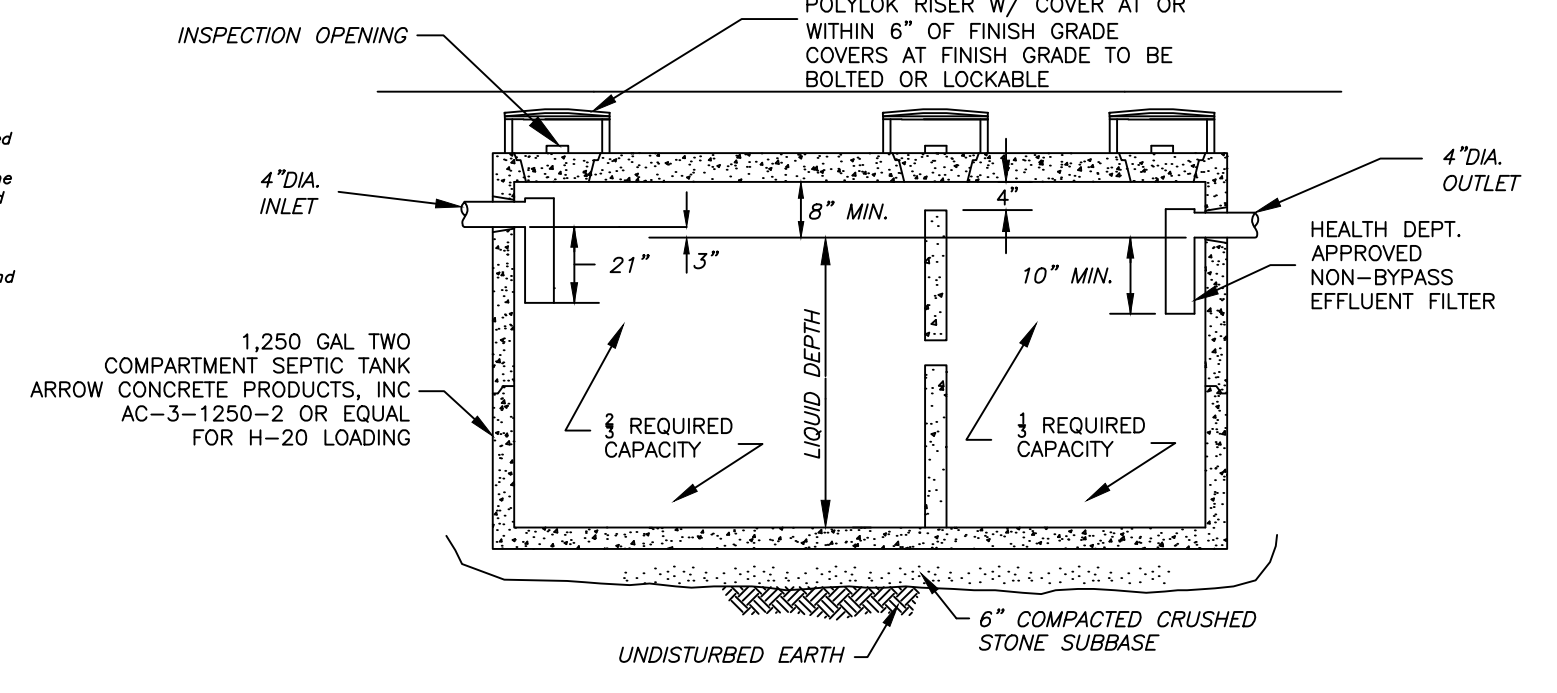 POLYLOK RISER W/ COVER AT OR
WITHIN 6" OF FINISH GRADE
COVERS AT FINISH GRADE TO BE
BOLTED OR LOCKABLE
INSPECTION OPENING
4"DIA.
INLET
4"DIA.
OUTLET
4"
8" MIN.
3"
21"
10" MIN.
HEALTH DEPT.
APPROVED
NON-BYPASS
EFFLUENT FILTER
1,250 GAL TWO
COMPARTMENT SEPTIC TANK
ARROW CONCRETE PRODUCTS, INC
AC-3-1250-2 OR EQUAL
FOR H-20 LOADING
LIQUID DEPTH
2/3 REQUIRED
CAPACITY
1/3 REQUIRED
CAPACITY
6" COMPACTED CRUSHED
STONE SUBBASE
UNDISTURBED EARTH